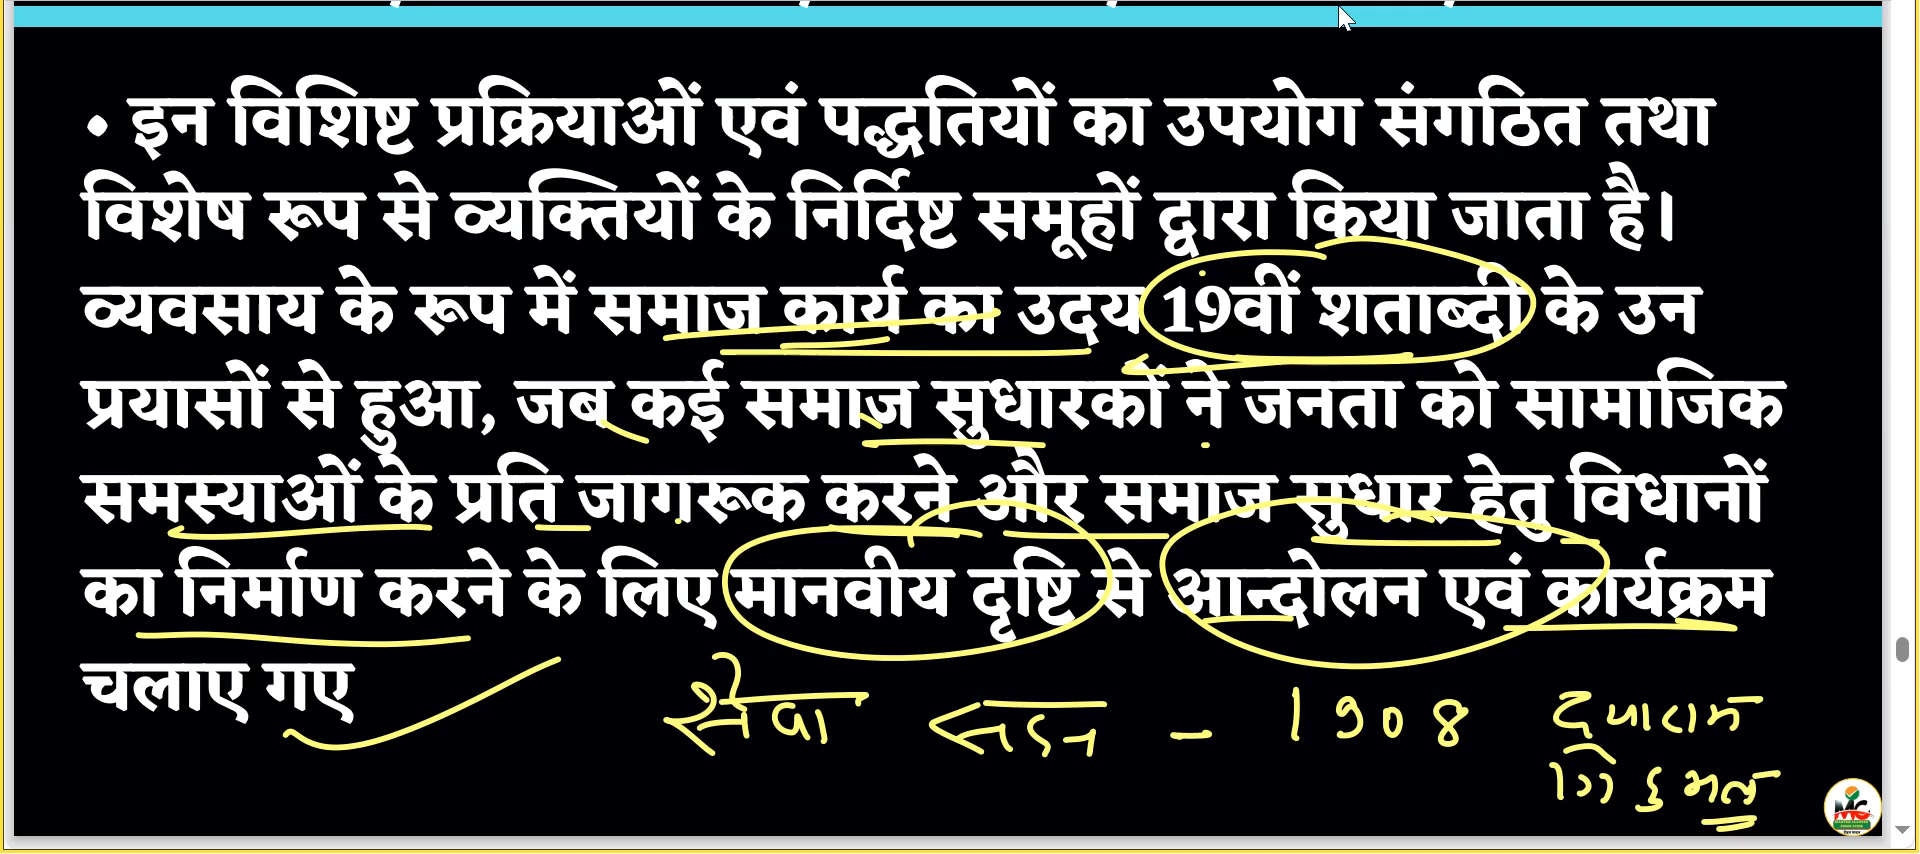 • इन विशिष्ट प्रक्रियाओं एवं पद्धतियों का उपयोग संगठित तथा
विशेष रूप से व्यक्तियों के निर्दिष्ट समूहों द्वारा किया जाता है।
व्यवसाय के रूप में समाज कार्य का उदय 19वीं शताब्दी के उन
प्रयासों से हुआ, जब कई समाज सुधारकों ने जनता को सामाजिक
समस्याओं के प्रति जागरूक करने और समाज सुधार हेतु विधानों
का निर्माण करने के लिए मानवीय दृष्टि से आन्दोलन एवं कार्यक्रम
चलाए गए
सेवा सदन - 1908 दयाराम